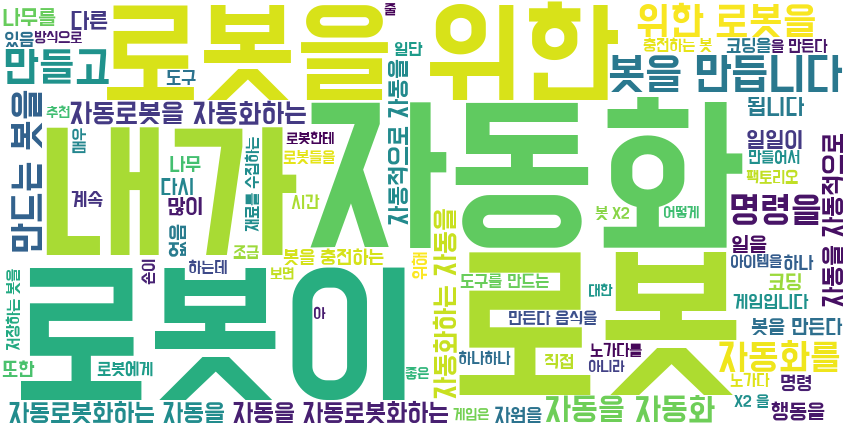 나무를 다른 로봇을 위한 줄 위한 로봇을
있음 방식으로 일단 충전하는 봇 코딩을 을 만든다
만들고 도구 봇을 만듭니다
만드는 봇을 추천 자동로봇을 자동화하는 자동적으로 자동을 됩니다
몸 내가 자동화 로봇한테 일일이
나무 로봇들을 만들어서
다시 재료를 수집하는 팩토리오
계속 많이 시간 봇 X2 어떻게 명령을
없음 조금 일을 자동을 자동적으로
손이 봇을 충전하는 위해 자동화하는 자동을 아이템을 하나
하는데 보면 도구를 만드는 코딩
저장하는 봇을 로봇이 로봇 대한 게임입니다
아 만든다 음식을 봇을 만든다
하나하나 노가다를 자동화를
또한 로봇에게 좋은 직접 아니라
노가다 명령
자동로봇화하는 자동을 자동을 자동로봇화하는 게임은 자원을 자동을 자동화 X2 을 행동을